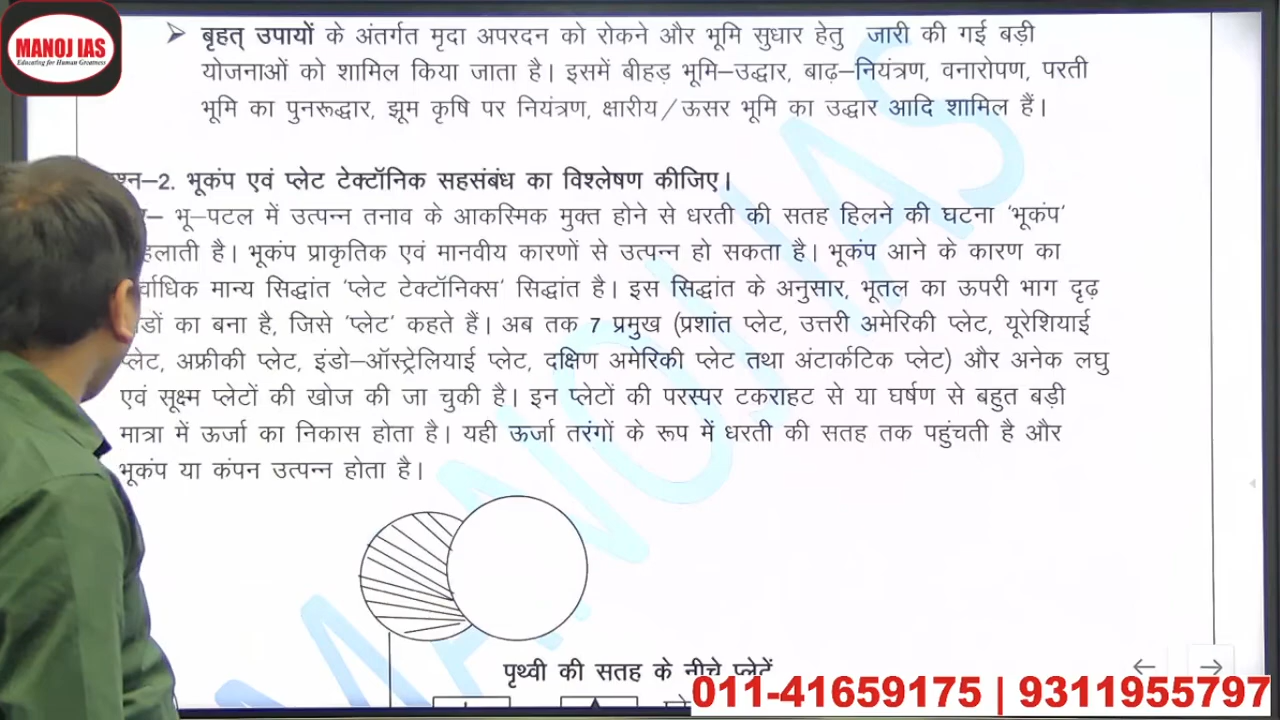 MANOJ IAS
Educating for Human Greatness
➤ बृहत् उपायों के अंतर्गत मृदा अपरदन को रोकने और भूमि सुधार हेतु जारी की गई बड़ी
योजनाओं को शामिल किया जाता है। इसमें बीहड़ भूमि–उद्धार, बाढ़–नियंत्रण, वनारोपण, परती
भूमि का पुनरूद्धार, झूम कृषि पर नियंत्रण, क्षारीय/ऊसर भूमि का उद्धार आदि शामिल हैं।
श्न–2. भूकंप एवं प्लेट टेक्टॉनिक सहसंबंध का विश्लेषण कीजिए।
– भू–पटल में उत्पन्न तनाव के आकस्मिक मुक्त होने से धरती की सतह हिलने की घटना 'भूकंप'
हलाती है। भूकंप प्राकृतिक एवं मानवीय कारणों से उत्पन्न हो सकता है। भूकंप आने के कारण का
र्वाधिक मान्य सिद्धांत 'प्लेट टेक्टॉनिक्स' सिद्धांत है। इस सिद्धांत के अनुसार, भूतल का ऊपरी भाग दृढ़
डों का बना है, जिसे 'प्लेट' कहते हैं। अब तक 7 प्रमुख (प्रशांत प्लेट, उत्तरी अमेरिकी प्लेट, यूरेशियाई
प्लेट, अफ्रीकी प्लेट, इंडो–ऑस्ट्रेलियाई प्लेट, दक्षिण अमेरिकी प्लेट तथा अंटार्कटिक प्लेट) और अनेक लघु
एवं सूक्ष्म प्लेटों की खोज की जा चुकी है। इन प्लेटों की परस्पर टकराहट से या घर्षण से बहुत बड़ी
मात्रा में ऊर्जा का निकास होता है। यही ऊर्जा तरंगों के रूप में धरती की सतह तक पहुंचती है और
भूकंप या कंपन उत्पन्न होता है।
पृथ्वी की सतह के नीचे प्लेटें
011-41659175 | 9311955797
MANOJ IAS